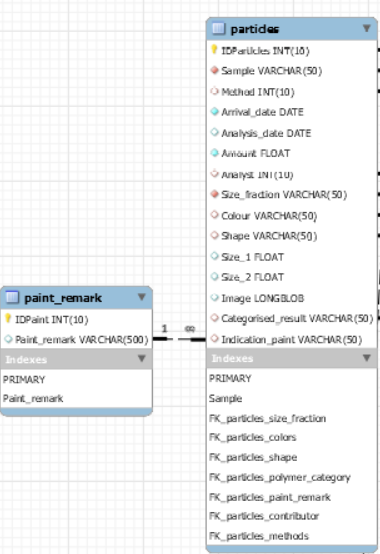 particles
IDParticles INT(10)
Sample VARCHAR(50)
Method INT(10)
Arrival_date DATE
Analysis_date DATE
Amount FLOAT
Analyst INT(10)
Size_fraction VARCHAR(50)
Colour VARCHAR(50)
Shape VARCHAR(50)
Size_1 FLOAT
Size_2 FLOAT
Image LONGBLOB
Categorised_result VARCHAR(50)
Indication_paint VARCHAR(50)
Indexes
PRIMARY
Sample
FK_particles_size_fraction
FK_particles_colors
FK_particles_shape
FK_particles_polymer_category
FK_particles_paint_remark
FK_particles_contributor
FK_particles_methods
paint_remark
IDPaint INT(10)
Paint_remark VARCHAR(500)
Indexes
PRIMARY
Paint_remark
1 ∞